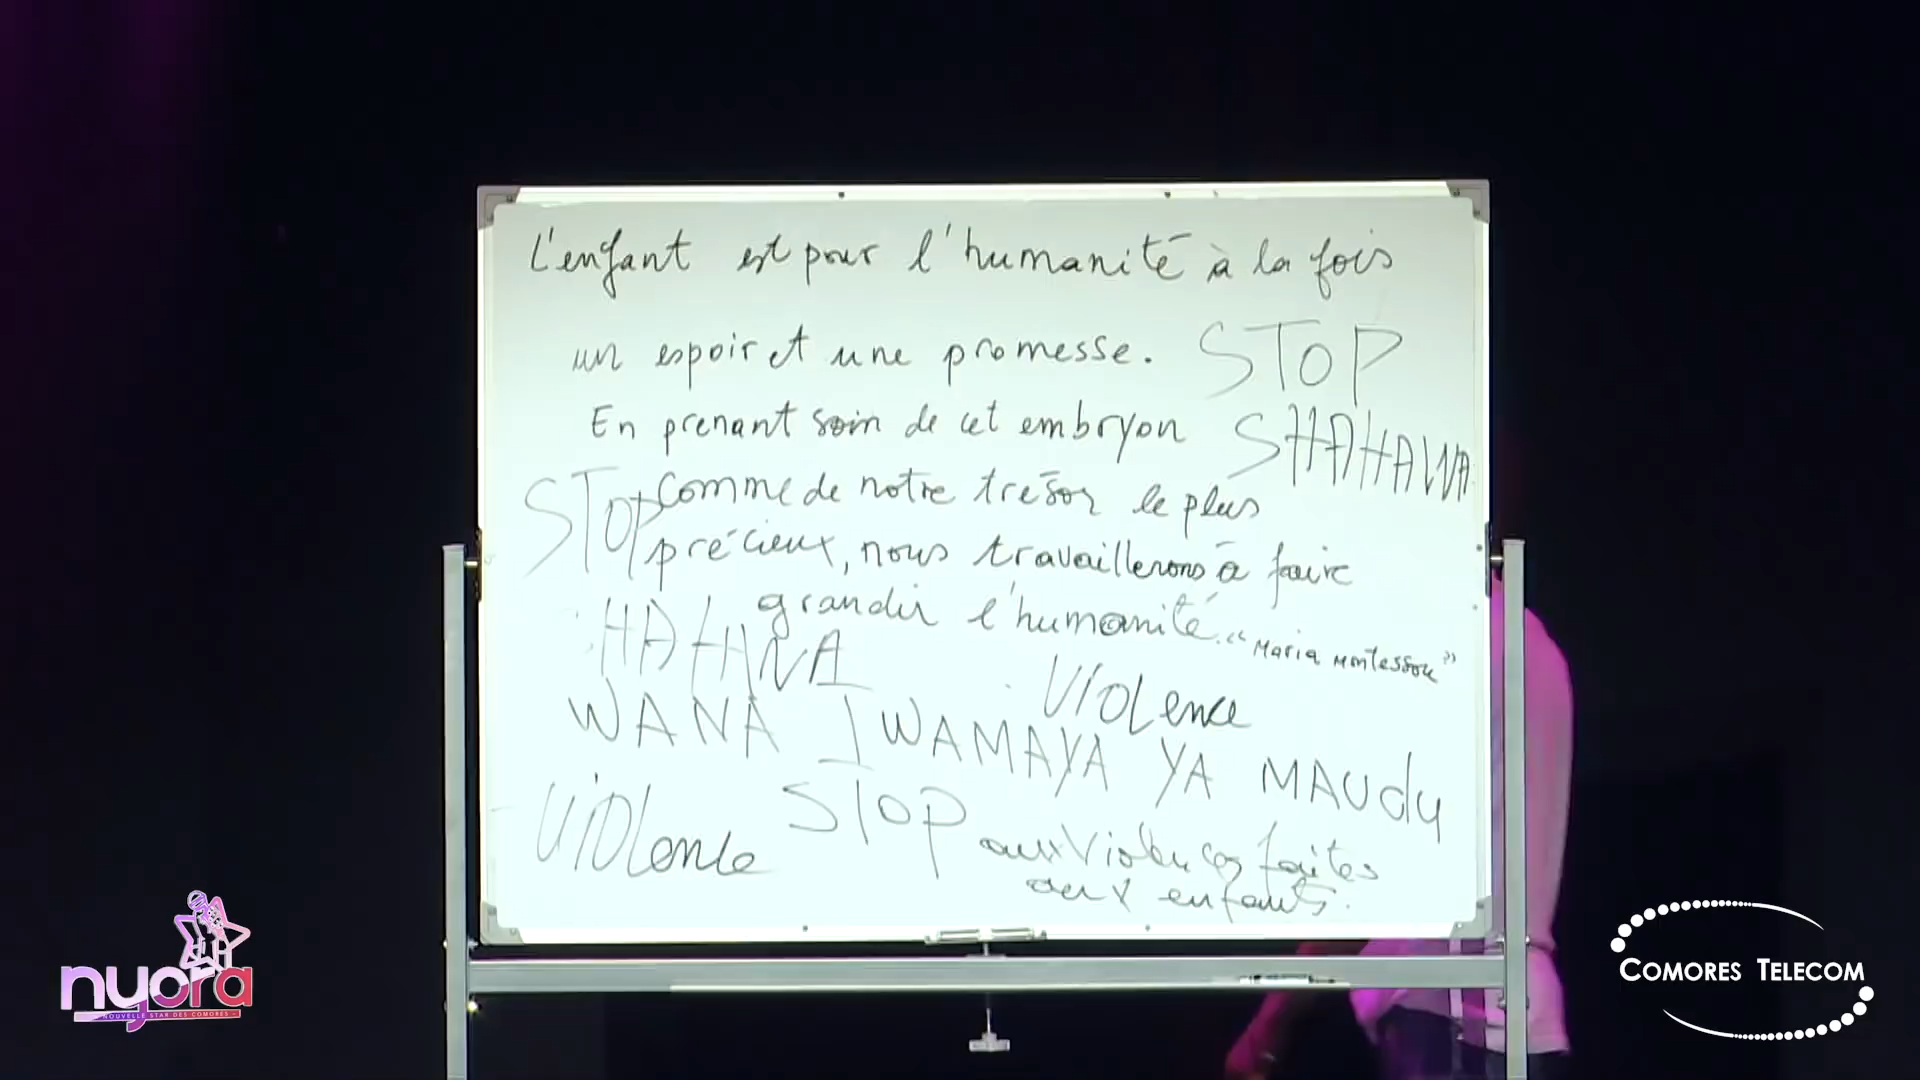 L'enfant est pour l'humanité à la fois
un espoir et une promesse.
STOP
En prenant soin de cet embryon
SHAHAWA
STOP
comme de notre trésor le plus
précieux, nous travaillerons à faire
grandir l'humanité. "Maria Montessori"
Violence
WANA IWAMAYA YA MAUdu
Violence
STOP
aux violences faites
aux enfants.
nyora
NOUVELLE STAR DES COMORES
COMORES TELECOM